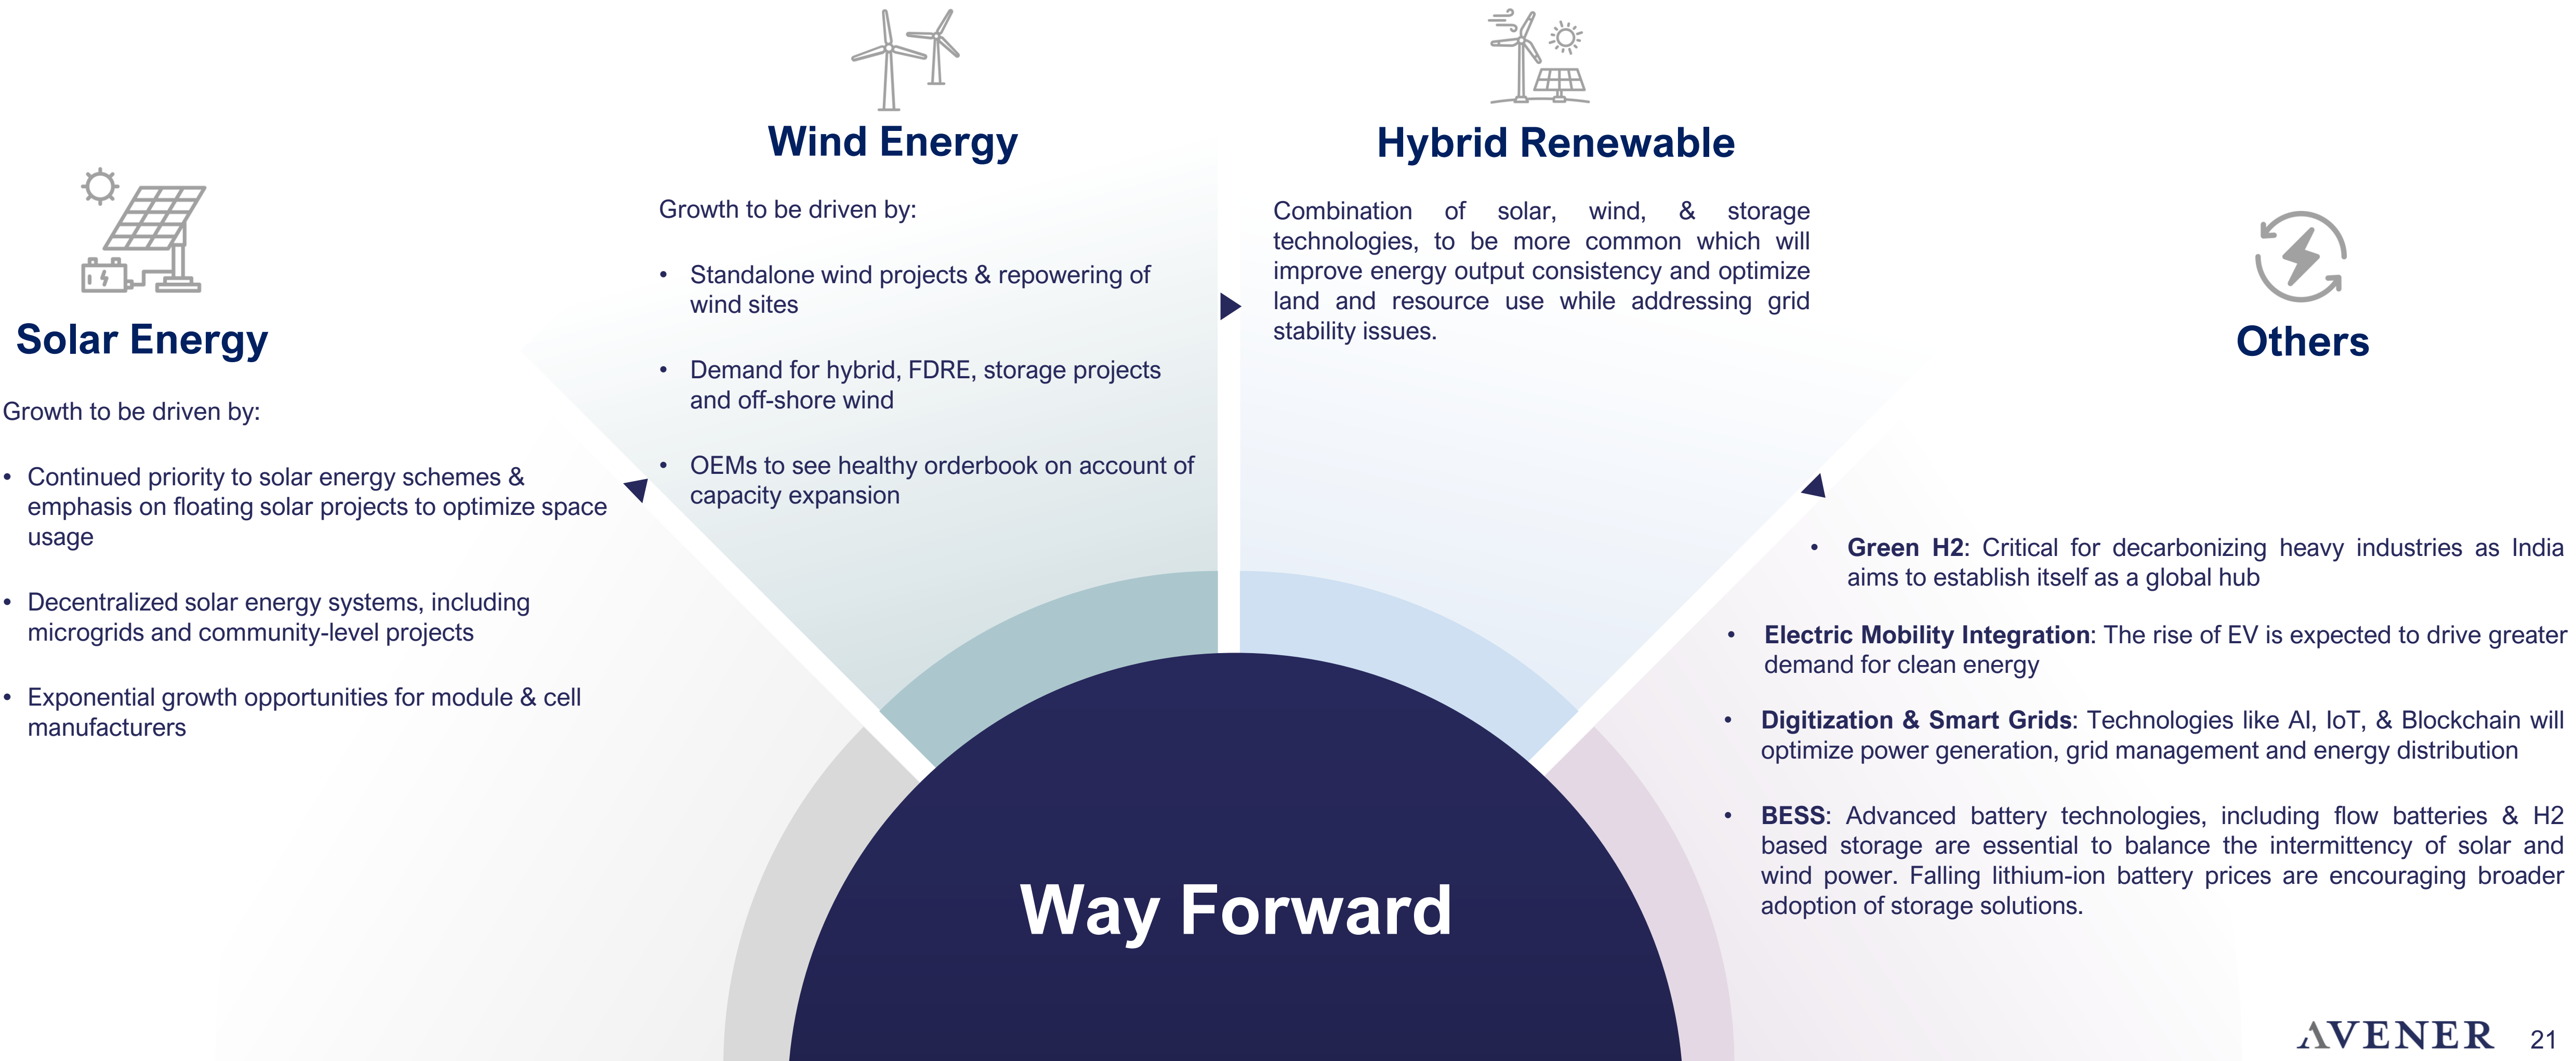 Solar Energy
Growth to be driven by:
• Continued priority to solar energy schemes &
emphasis on floating solar projects to optimize space
usage
• Decentralized solar energy systems, including
microgrids and community-level projects
• Exponential growth opportunities for module & cell
manufacturers
Wind Energy
Growth to be driven by:
• Standalone wind projects & repowering of
wind sites
• Demand for hybrid, FDRE, storage projects
and off-shore wind
• OEMs to see healthy orderbook on account of
capacity expansion
Hybrid Renewable
Combination of solar, wind, & storage
technologies, to be more common which will
improve energy output consistency and optimize
land and resource use while addressing grid
stability issues.
Others
• Green H2: Critical for decarbonizing heavy industries as India
aims to establish itself as a global hub
• Electric Mobility Integration: The rise of EV is expected to drive greater
demand for clean energy
• Digitization & Smart Grids: Technologies like AI, IoT, & Blockchain will
optimize power generation, grid management and energy distribution
• BESS: Advanced battery technologies, including flow batteries & H2
based storage are essential to balance the intermittency of solar and
wind power. Falling lithium-ion battery prices are encouraging broader
adoption of storage solutions.
Way Forward
AVENER
21